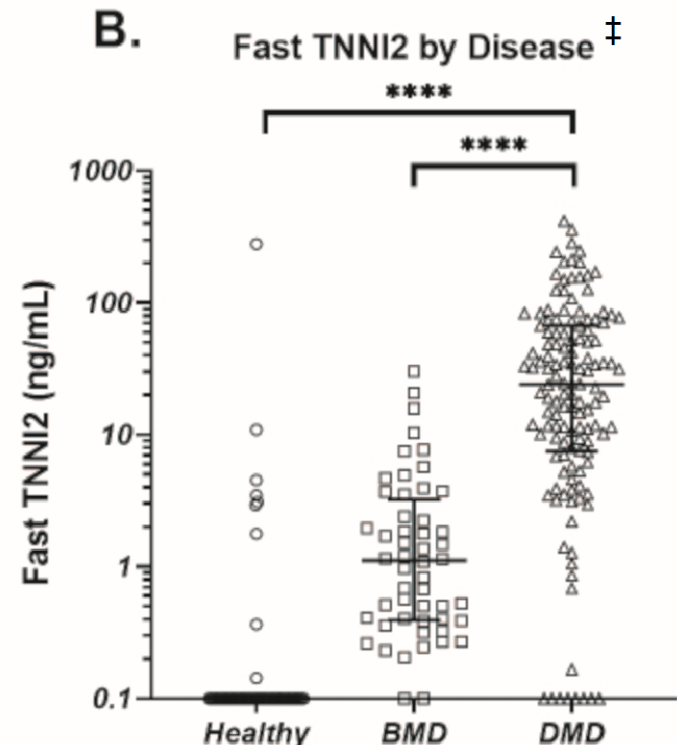 B.
Fast TNNI2 by Disease ‡
****
****
1000
100
10
1
0.1
Fast TNNI2 (ng/mL)
Healthy BMD DMD